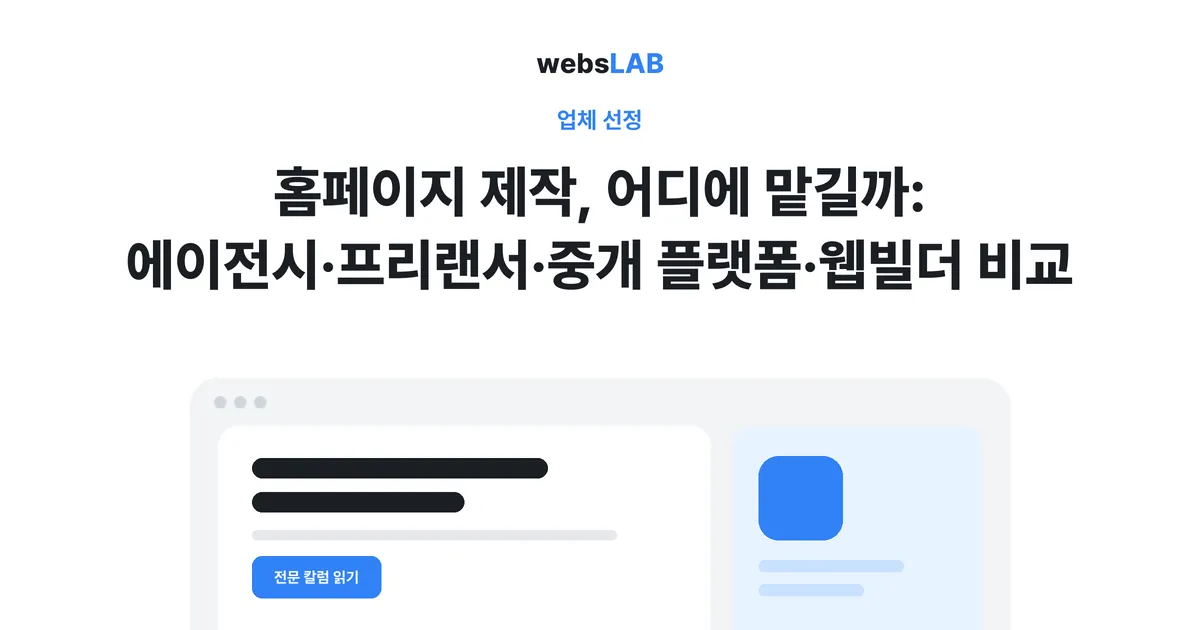 websLAB
업체 선정
홈페이지 제작, 어디에 맡길까:
에이전시·프리랜서·중개 플랫폼·웹빌더 비교
전문 칼럼 읽기